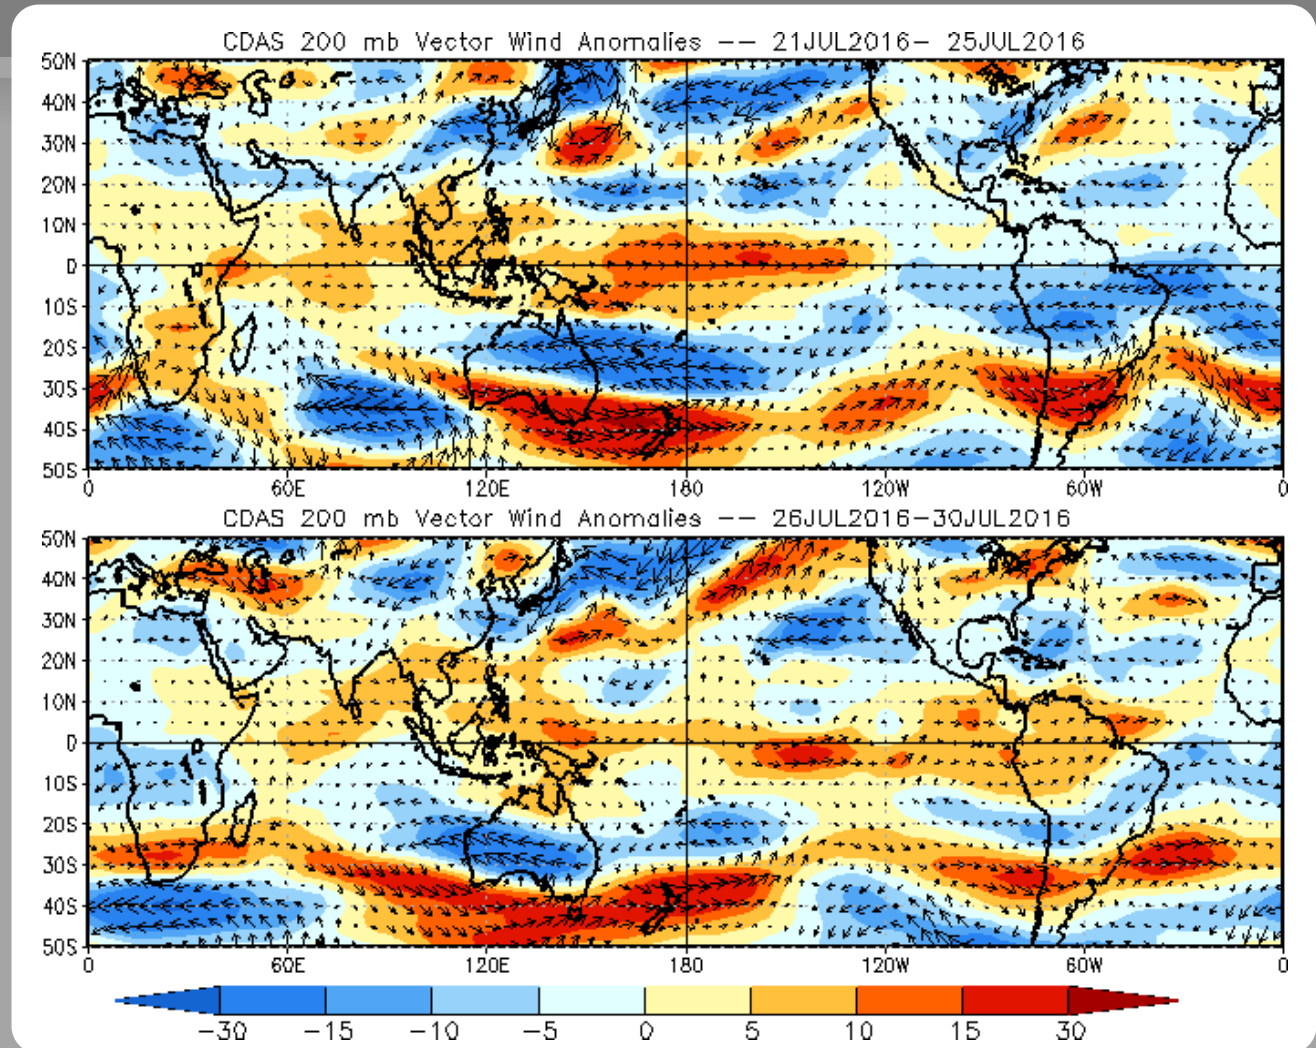 CDAS 200 mb Vector Wind Anomalies -- 21JUL2016- 25JUL2016
50N
40N
30N
20N
10N
0
10S
20S
30S
40S
50S
0 60E 120E 180 120W 60W 0
CDAS 200 mb Vector Wind Anomalies -- 26JUL2016-30JUL2016
50N
40N
30N
20N
10N
0
10S
20S
30S
40S
50S
0 60E 120E 180 120W 60W 0
-30 -15 -10 -5 0 5 10 15 30